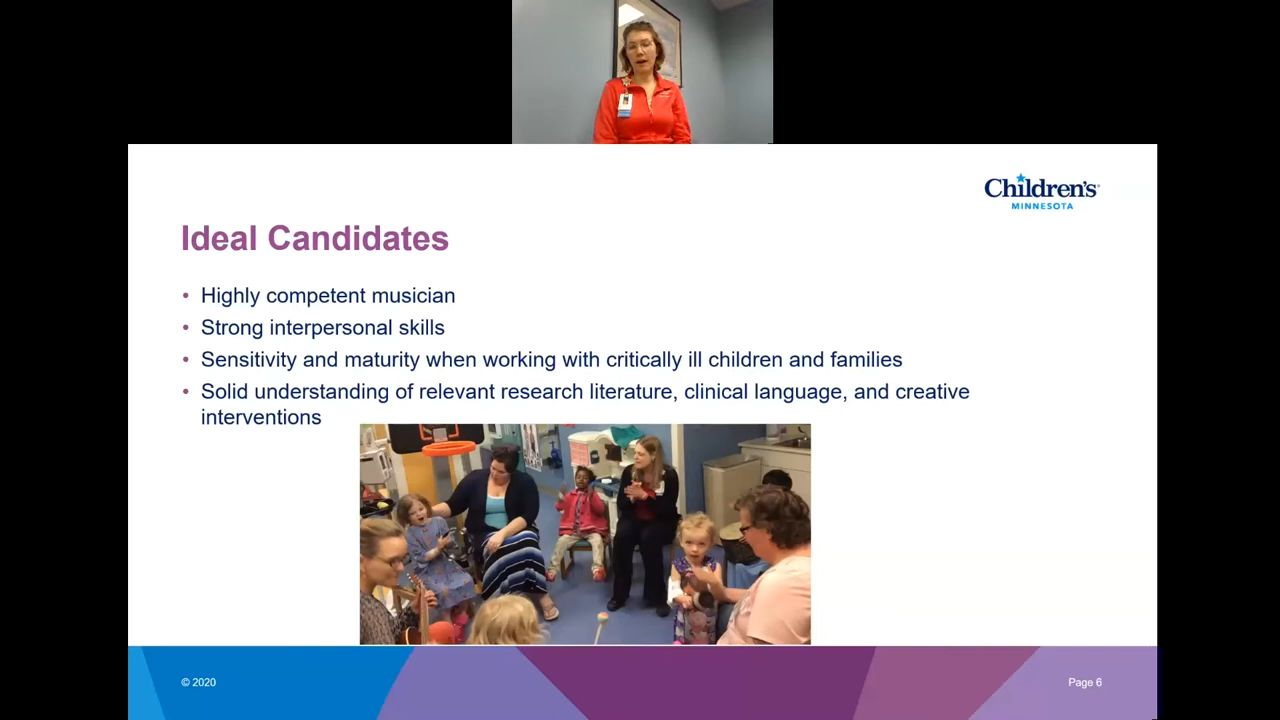 Children's
MINNESOTA
Ideal Candidates
• Highly competent musician
• Strong interpersonal skills
• Sensitivity and maturity when working with critically ill children and families
• Solid understanding of relevant research literature, clinical language, and creative
interventions
© 2020
Page 6